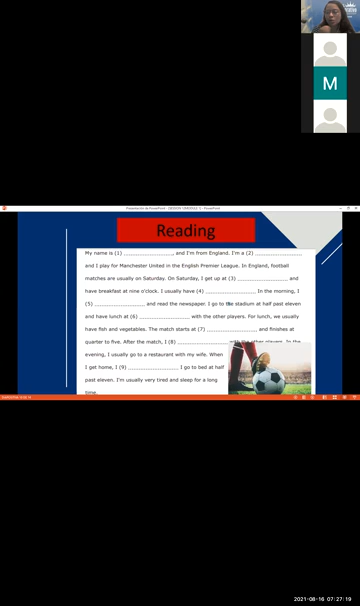 M
Reading
My name is (1) ........................, and I'm from England. I'm a (2) ......................
and I play for Manchester United in the English Premier League. In England, football
matches are usually on Saturday. On Saturday, I get up at (3) ........................ and
have breakfast at nine o'clock. I usually have (4) ........................ In the morning, I
(5) ........................ and read the newspaper. I go to the stadium at half past eleven
and have lunch at (6) ........................ with the other players. For lunch, we usually
have fish and vegetables. The match starts at (7) ........................ and finishes at
quarter to five. After the match, I (8) ........................ with the other players. In the
evening, I usually go to a restaurant with my wife. When
I get home, I (9) ........................ I go to bed at half
past eleven. I'm usually very tired and sleep for a long
time.
2021-08-16 07:27:19